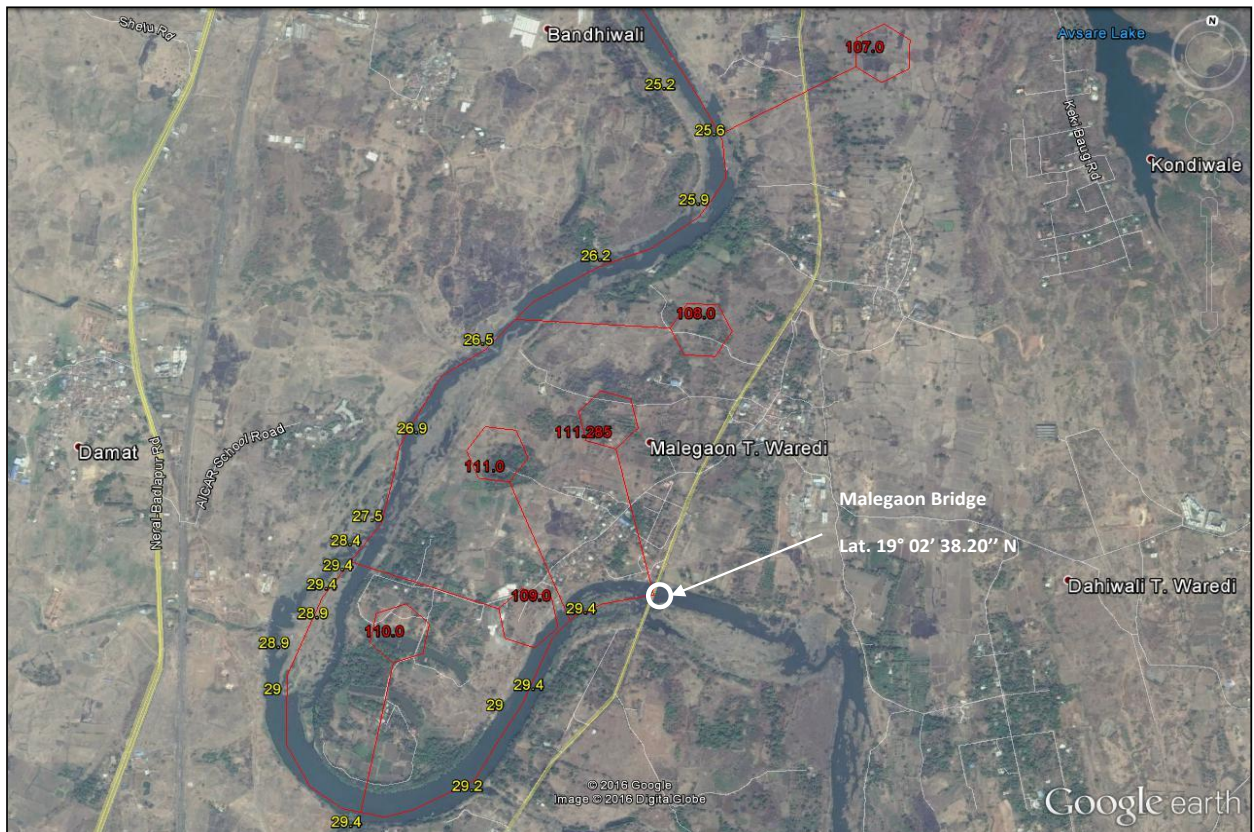 Shelu Rd
Bandhiwali
107.0
Avsare Lake
N
25.2
25.6
Keki Baug Rd
Kondiwale
25.9
26.2
108.0
26.5
26.9
111.285
Damat
AICAR School Road
Neral-Badlapur Rd
111.0
Malegaon T. Waredi
Malegaon Bridge
Lat. 19° 02’ 38.20’’ N
27.5
28.4
29.4
29.4
28.9
109.0
29.4
Dahiwali T. Waredi
110.0
28.9
29
29.4
29
29.2
29.4
© 2016 Google
Image © 2016 DigitalGlobe
Google earth